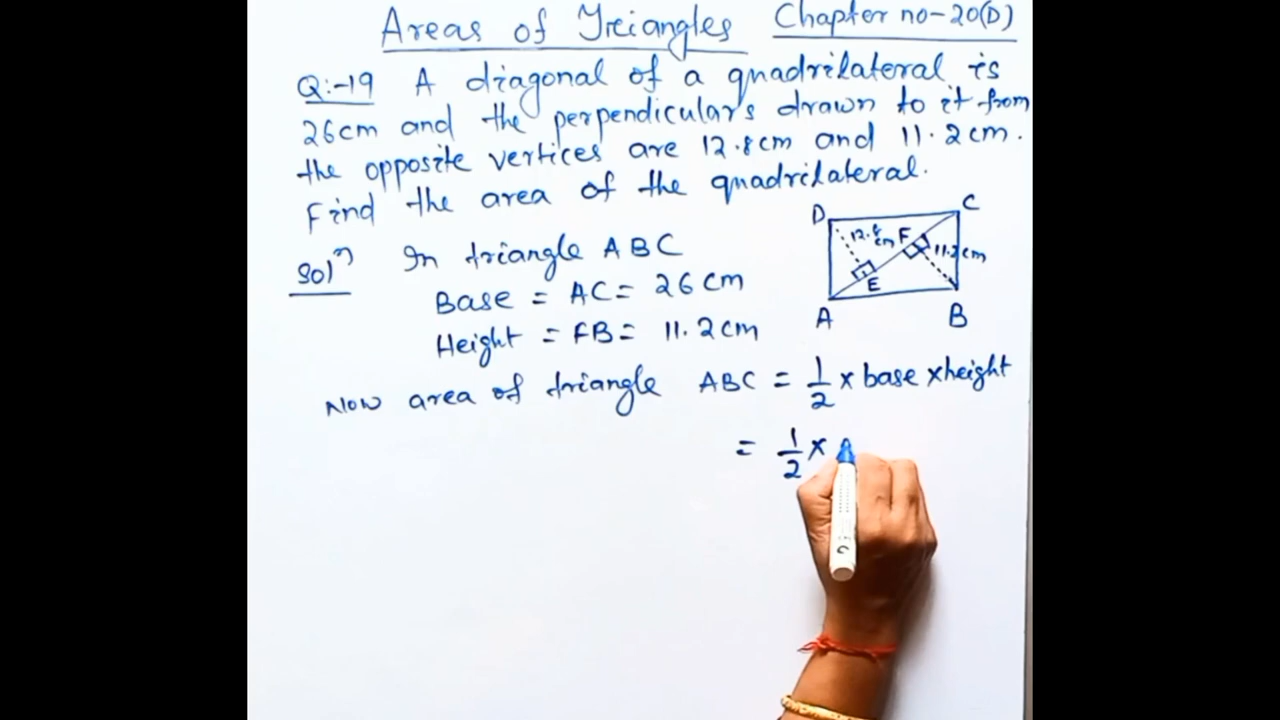 Areas of Treiangles Chapter no-20(D)
Q:-19 A diagonal of a quadrilateral is
26cm and the perpendiculars drawn to it from
the opposite vertices are 12.8cm and 11.2cm.
Find the area of the quadrilateral.
Solⁿ) In triangle ABC
Base = AC = 26cm
Height = FB = 11.2cm
D C
12.8 cm F 11.2cm
E
A B
Now area of triangle ABC = 1/2 × base × height
= 1/2 × A